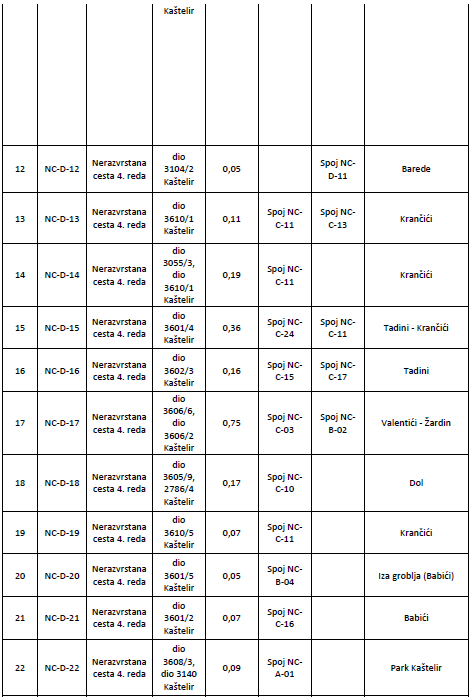 Kaštelir
12 NC-D-12 Nerazvrstana cesta 4. reda dio 3104/2 Kaštelir 0,05 Spoj NC-D-11 Barede
13 NC-D-13 Nerazvrstana cesta 4. reda dio 3610/1 Kaštelir 0,11 Spoj NC-C-11 Spoj NC-C-13 Krančići
14 NC-D-14 Nerazvrstana cesta 4. reda dio 3055/3, dio 3610/1 Kaštelir 0,19 Spoj NC-C-11 Krančići
15 NC-D-15 Nerazvrstana cesta 4. reda dio 3601/4 Kaštelir 0,36 Spoj NC-C-24 Spoj NC-C-11 Tadini - Krančići
16 NC-D-16 Nerazvrstana cesta 4. reda dio 3602/3 Kaštelir 0,16 Spoj NC-C-15 Spoj NC-C-17 Tadini
17 NC-D-17 Nerazvrstana cesta 4. reda dio 3606/6, dio 3606/2 Kaštelir 0,75 Spoj NC-C-03 Spoj NC-B-02 Valentići - Žardin
18 NC-D-18 Nerazvrstana cesta 4. reda dio 3605/9, 2786/4 Kaštelir 0,17 Spoj NC-C-10 Dol
19 NC-D-19 Nerazvrstana cesta 4. reda dio 3610/5 Kaštelir 0,07 Spoj NC-C-11 Krančići
20 NC-D-20 Nerazvrstana cesta 4. reda dio 3601/5 Kaštelir 0,05 Spoj NC-B-04 Iza groblja (Babići)
21 NC-D-21 Nerazvrstana cesta 4. reda dio 3601/2 Kaštelir 0,07 Spoj NC-C-16 Babići
22 NC-D-22 Nerazvrstana cesta 4. reda dio 3608/3, dio 3140 Kaštelir 0,09 Spoj NC-A-01 Park Kaštelir